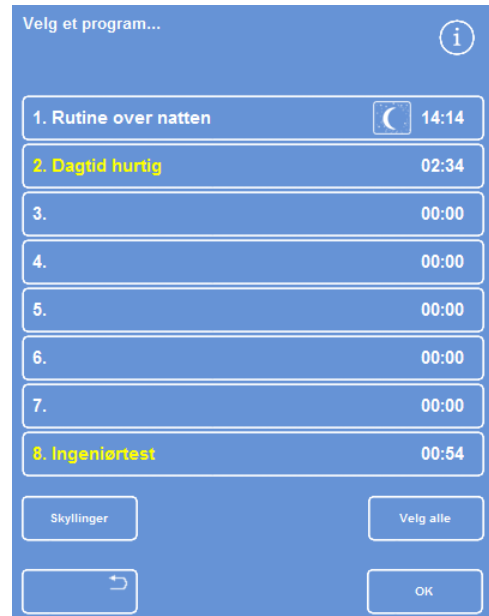 Velg et program...
i
1. Rutine over natten 14:14
2. Dagtid hurtig 02:34
3. 00:00
4. 00:00
5. 00:00
6. 00:00
7. 00:00
8. Ingeniørtest 00:54
Skyllinger Velg alle
OK